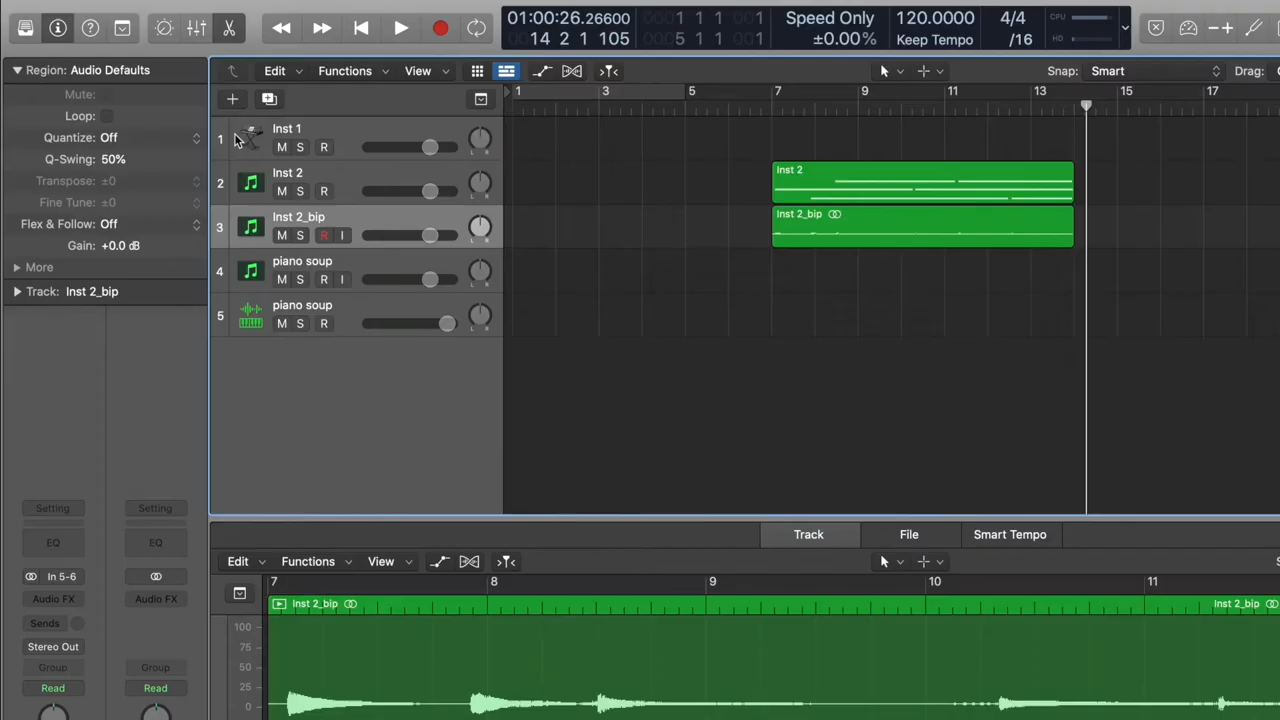 01:00:26.26600 1 1 1 1 Speed Only 120.0000 4/4 CPU
14 2 1 105 5 1 1 1 ±0.00% Keep Tempo /16 HD
Region: Audio Defaults
Edit Functions View Snap: Smart Drag:
Mute:
1 3 5 7 9 11 13 15 17
Loop:
Quantize: Off
Q-Swing: 50%
Transpose: ±0
Fine Tune: ±0
Flex & Follow: Off
Gain: +0.0 dB
More
Track: Inst 2_bip
1 Inst 1
M S R L R
2 Inst 2
M S R L R
3 Inst 2_bip
M S R I L R
4 piano soup
M S R I L R
5 piano soup
M S R L R
Inst 2
Inst 2_bip
Setting Setting
EQ EQ
In 5-6
Audio FX Audio FX
Sends
Stereo Out
Group Group
Read Read
Track File Smart Tempo
Edit Functions View
7 8 9 10 11
Inst 2_bip Inst 2_bip
100
75
50
25
0